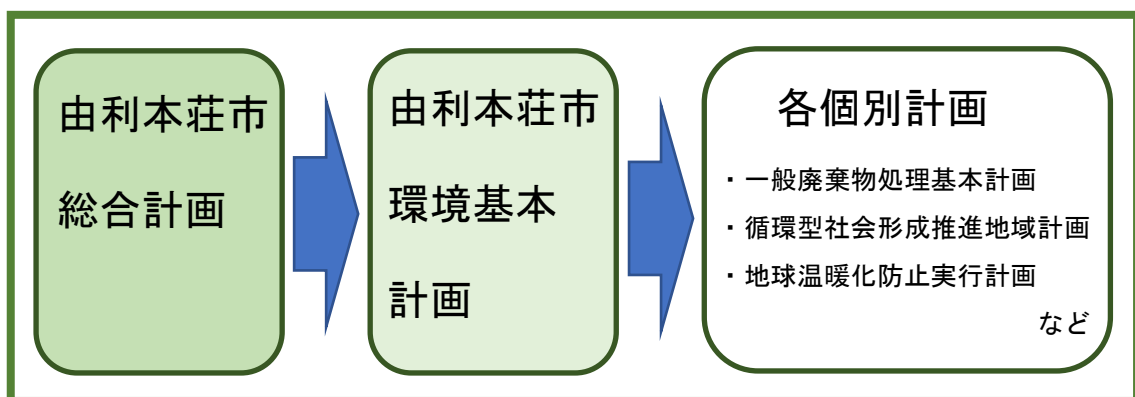 由利本荘市
総合計画
由利本荘市
環境基本
計画
各個別計画
・一般廃棄物処理基本計画
・循環型社会形成推進地域計画
・地球温暖化防止実行計画
など